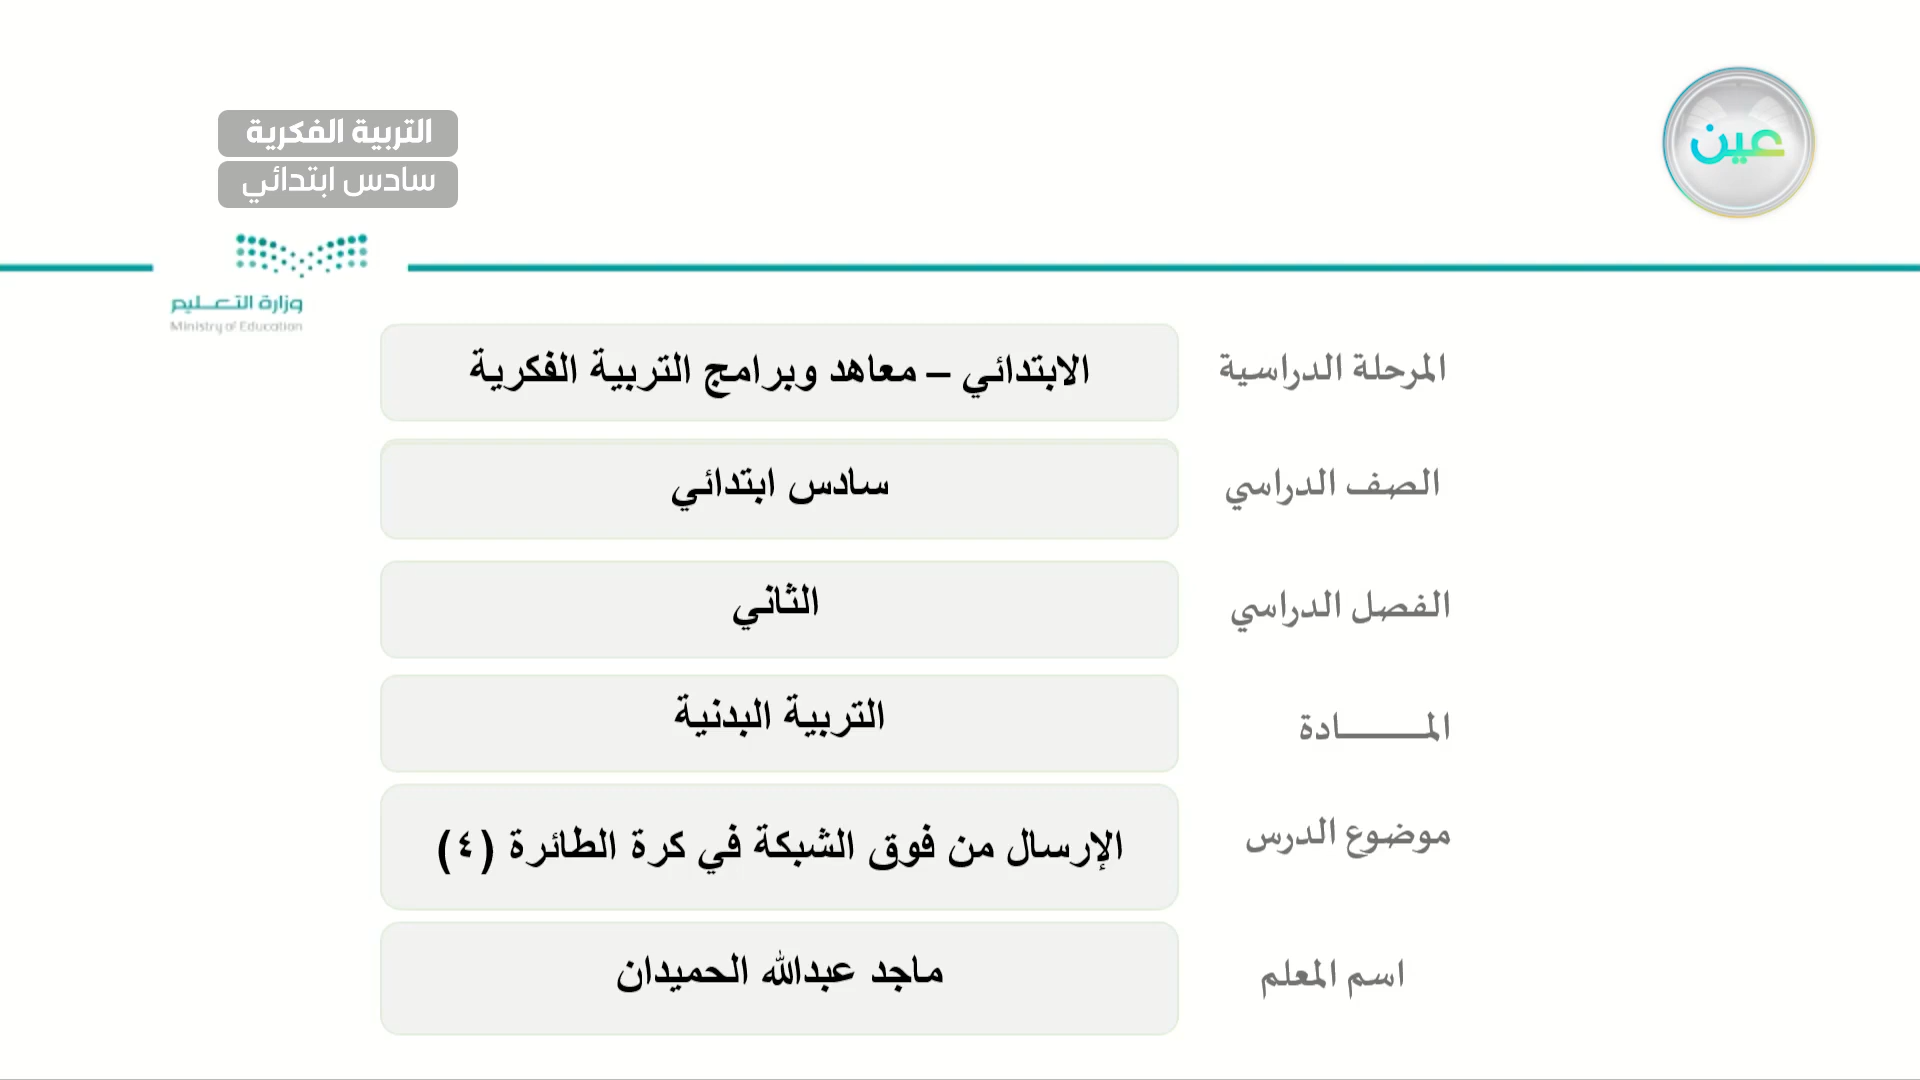 عين
التربية الفكرية
سادس ابتدائي
وزارة التعـــليم
Ministry of Education
المرحلة الدراسية
الابتدائي – معاهد وبرامج التربية الفكرية
الصف الدراسي
سادس ابتدائي
الفصل الدراسي
الثاني
المـــــــــادة
التربية البدنية
موضوع الدرس
الإرسال من فوق الشبكة في كرة الطائرة (٤)
اسم المعلم
ماجد عبدالله الحميدان